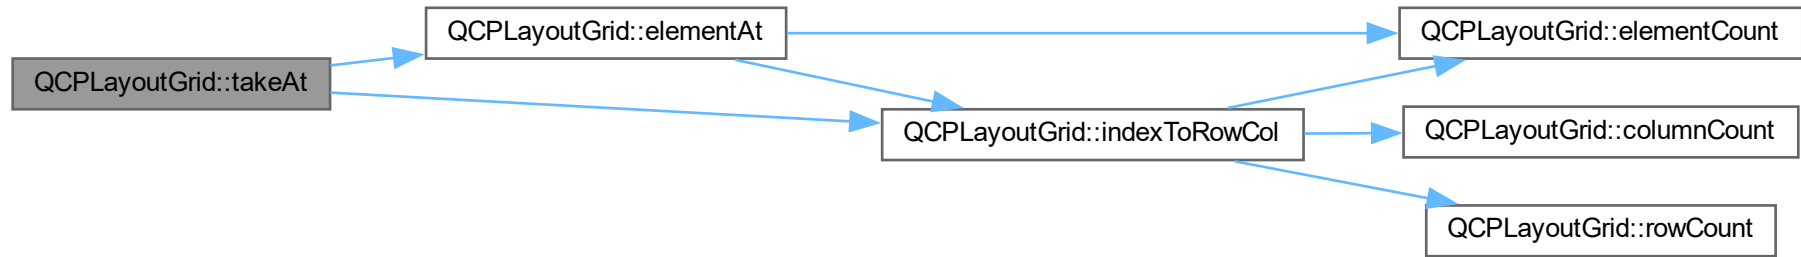 QCPLayoutGrid::takeAt
QCPLayoutGrid::elementAt
QCPLayoutGrid::indexToRowCol
QCPLayoutGrid::elementCount
QCPLayoutGrid::columnCount
QCPLayoutGrid::rowCount